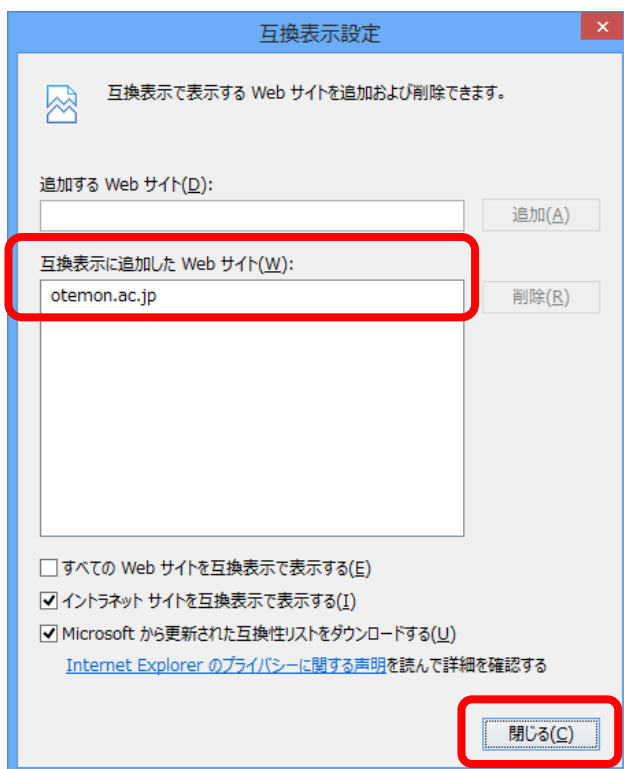 互換表示設定
互換表示で表示する Web サイトを追加および削除できます。
追加する Web サイト(D):
追加(A)
互換表示に追加した Web サイト(W):
otemon.ac.jp
削除(R)
すべての Web サイトを互換表示で表示する(E)
イントラネット サイトを互換表示で表示する(I)
Microsoft から更新された互換性リストをダウンロードする(U)
Internet Explorer のプライバシーに関する声明を読んで詳細を確認する
閉じる(C)